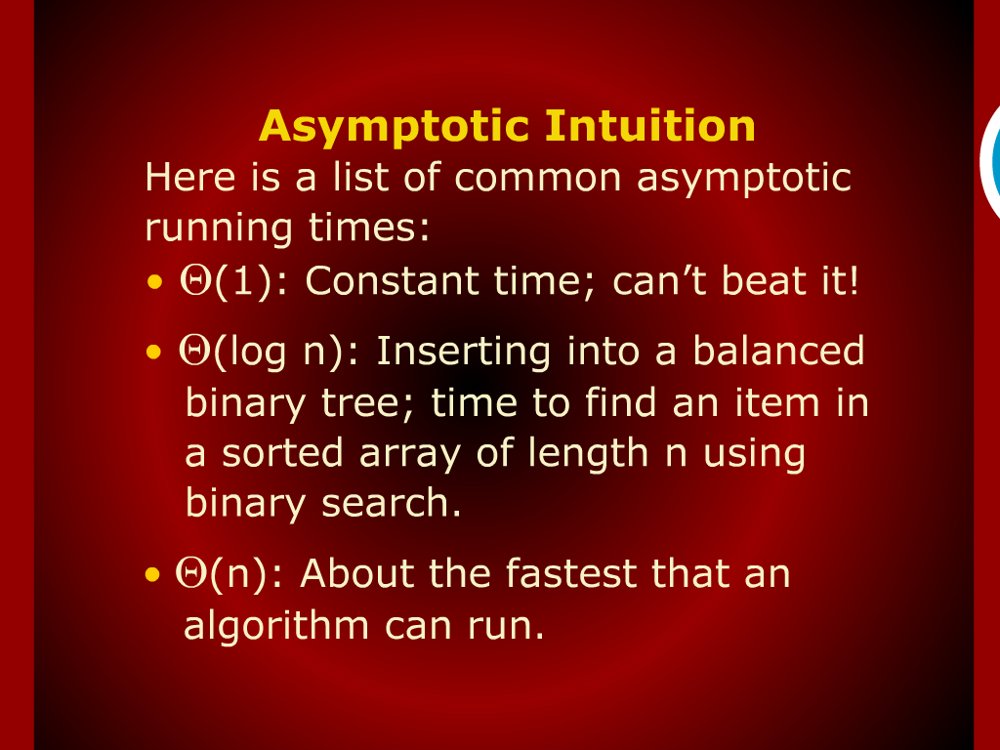 Asymptotic Intuition
Here is a list of common asymptotic
running times:
• Θ(1): Constant time; can’t beat it!
• Θ(log n): Inserting into a balanced
binary tree; time to find an item in
a sorted array of length n using
binary search.
• Θ(n): About the fastest that an
algorithm can run.